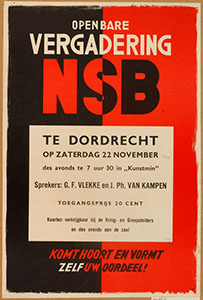 OPENBARE
VERGADERING
NSB
TE DORDRECHT
OP ZATERDAG 22 NOVEMBER
des avonds te 7 uur 30 in „Kunstmin”
Sprekers: G. F. VLEKKE en J. Ph. VAN KAMPEN
TOEGANGSPRIJS 20 CENT
Kaarten verkrijgbaar bij de Kring- en Groepsleiders
en des avonds aan de zaal
KOMT HOORT EN VORMT
ZELF UW OORDEEL!